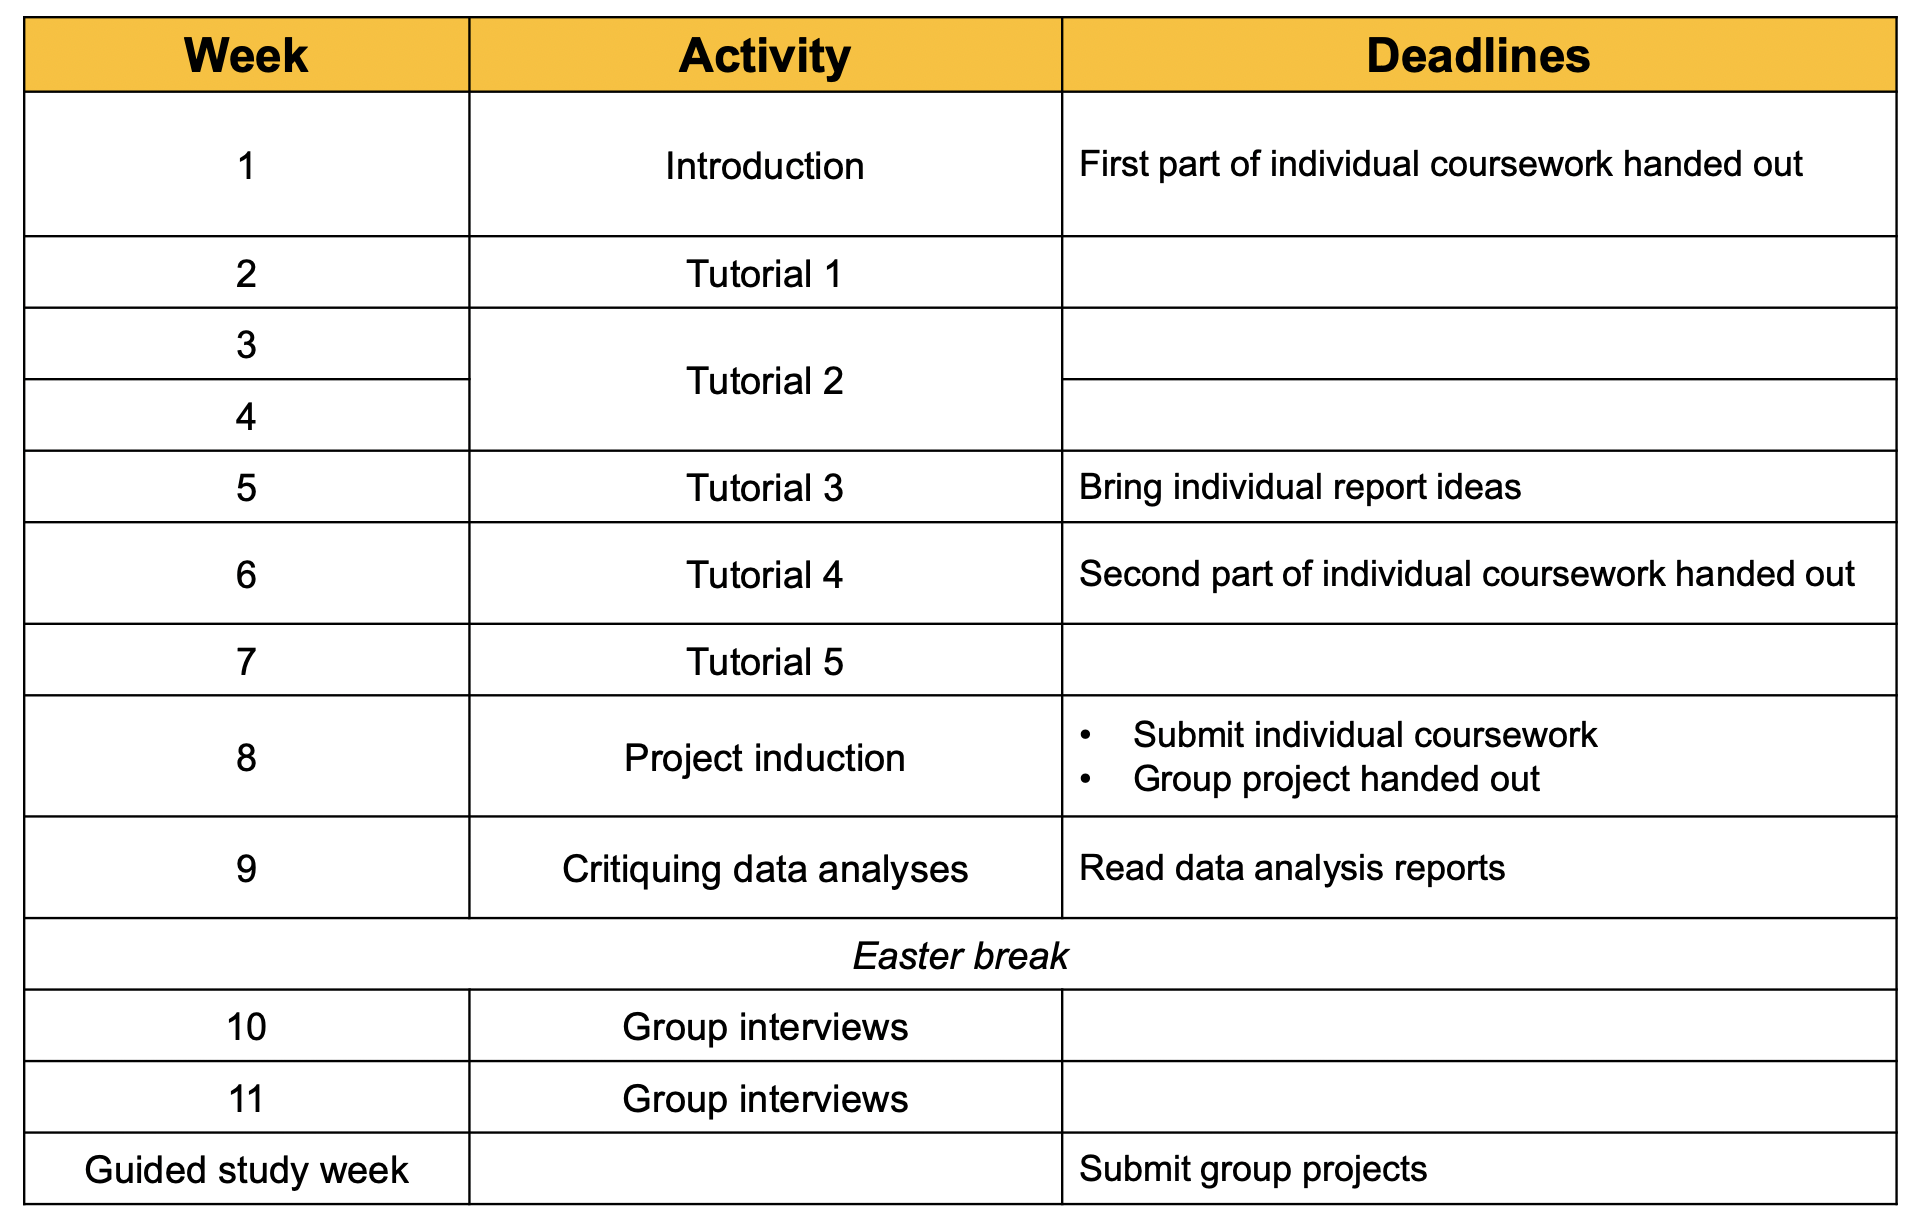 Week Activity Deadlines
1 Introduction First part of individual coursework handed out
2 Tutorial 1
3
Tutorial 2
4
5 Tutorial 3 Bring individual report ideas
6 Tutorial 4 Second part of individual coursework handed out
7 Tutorial 5
8 Project induction
• Submit individual coursework
• Group project handed out
9 Critiquing data analyses Read data analysis reports
Easter break
10 Group interviews
11 Group interviews
Guided study week Submit group projects